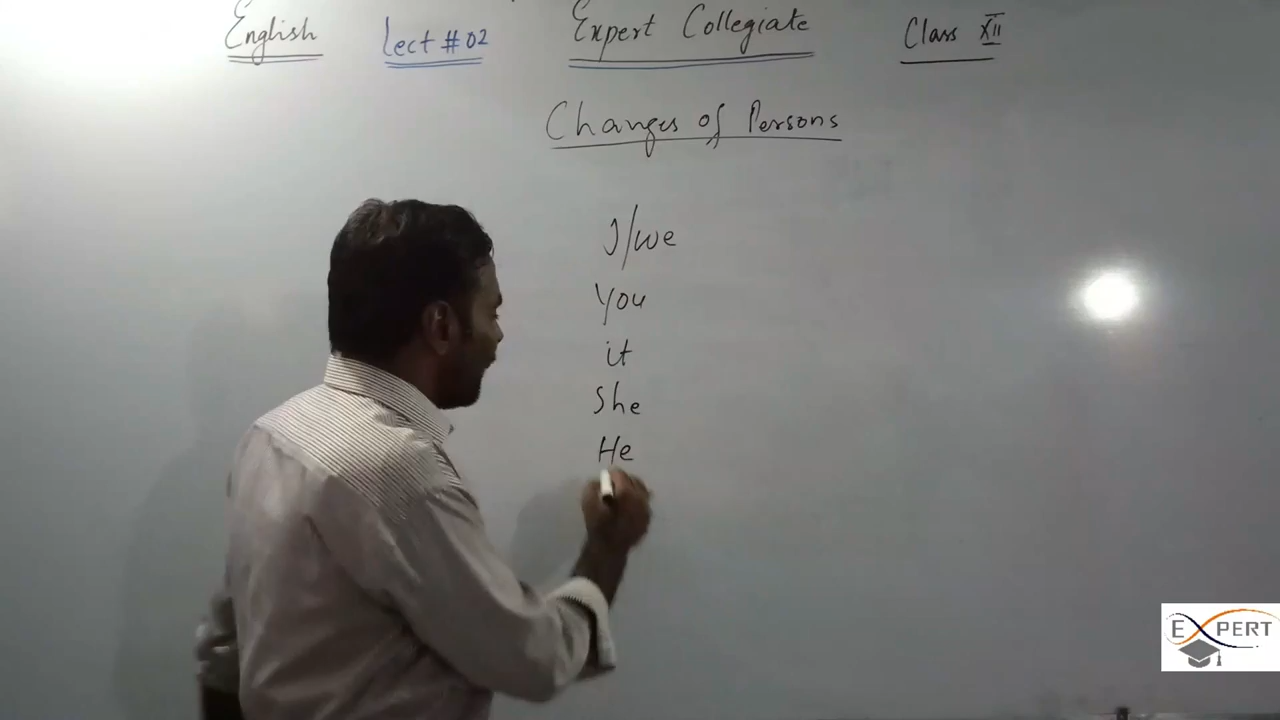 English Lect # 02 Expert Collegiate Class XII
Changes of Persons
I/we
You
it
She
He
EXPERT